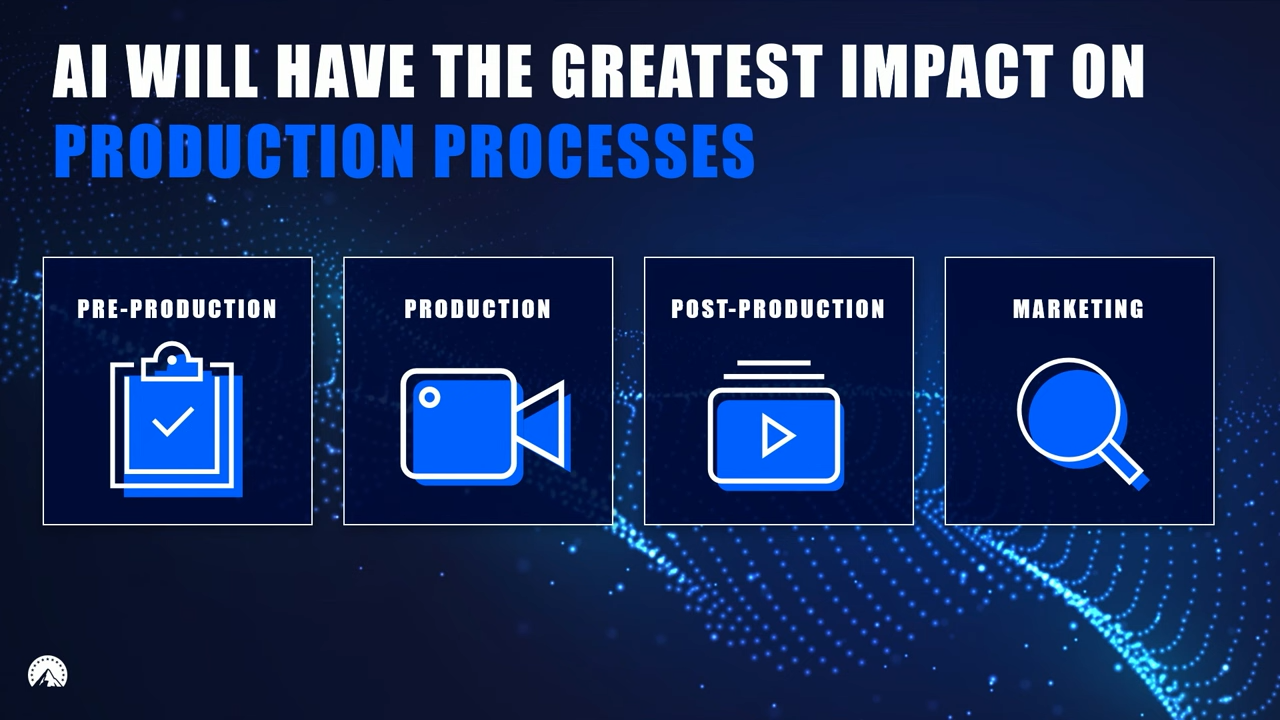 AI WILL HAVE THE GREATEST IMPACT ON
PRODUCTION PROCESSES
PRE-PRODUCTION
PRODUCTION
POST-PRODUCTION
MARKETING